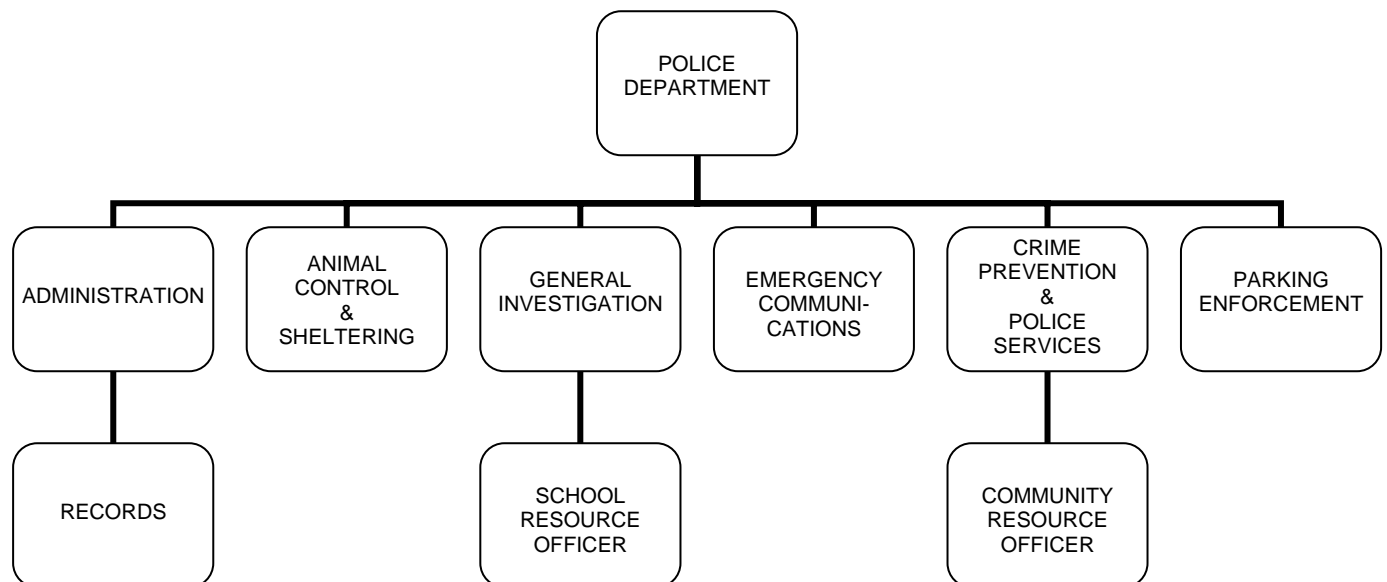 POLICE
DEPARTMENT
ADMINISTRATION
ANIMAL
CONTROL
&
SHELTERING
GENERAL
INVESTIGATION
EMERGENCY
COMMUNI-
CATIONS
CRIME
PREVENTION
&
POLICE
SERVICES
PARKING
ENFORCEMENT
RECORDS
SCHOOL
RESOURCE
OFFICER
COMMUNITY
RESOURCE
OFFICER